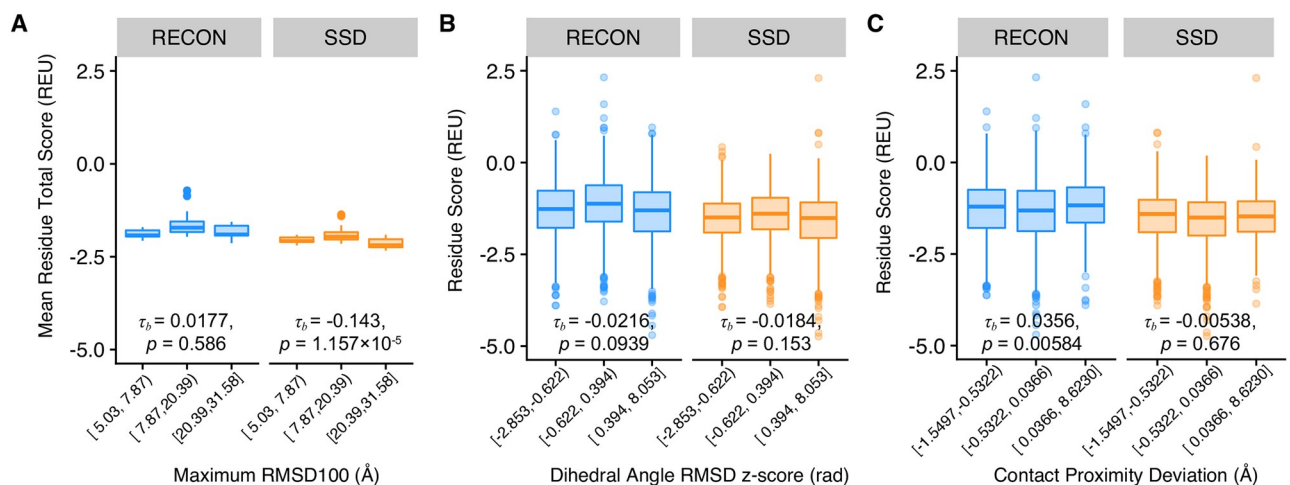 A
RECON
SSD
Mean Residue Total Score (REU)
2.5
0.0
-2.5
-5.0
τb = 0.0177,
p = 0.586
τb = -0.143,
p = 1.157×10-5
[ 5.03, 7.87)
[ 7.87,20.39)
[20.39,31.58]
[ 5.03, 7.87)
[ 7.87,20.39)
[20.39,31.58]
Maximum RMSD100 (Å)
B
RECON
SSD
Residue Score (REU)
2.5
0.0
-2.5
-5.0
τb = -0.0216,
p = 0.0939
τb = -0.0184,
p = 0.153
[-2.853,-0.622)
[-0.622, 0.394)
[ 0.394, 8.053]
[-2.853,-0.622)
[-0.622, 0.394)
[ 0.394, 8.053]
Dihedral Angle RMSD z-score (rad)
C
RECON
SSD
Residue Score (REU)
2.5
0.0
-2.5
-5.0
τb = 0.0356,
p = 0.00584
τb = -0.00538,
p = 0.676
[-1.5497,-0.5322)
[-0.5322, 0.0366)
[ 0.0366, 8.6230]
[-1.5497,-0.5322)
[-0.5322, 0.0366)
[ 0.0366, 8.6230]
Contact Proximity Deviation (Å)